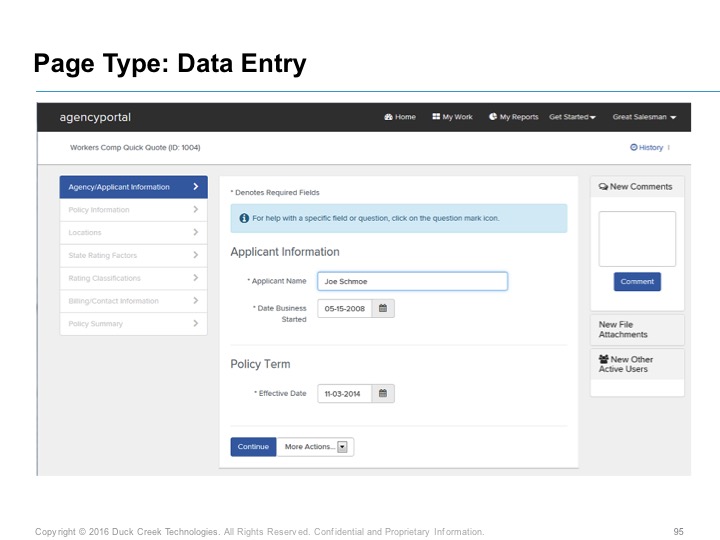 Page Type: Data Entry
agencyportal
Home My Work My Reports Get Started Great Salesman
Workers Comp Quick Quote (ID: 1004)
History
Agency/Applicant Information
Policy Information
Locations
State Rating Factors
Rating Classifications
Billing/Contact Information
Policy Summary
* Denotes Required Fields
For help with a specific field or question, click on the question mark icon.
Applicant Information
* Applicant Name Joe Schmoe
* Date Business
Started
05-15-2008
Policy Term
* Effective Date 11-03-2014
Continue More Actions...
New Comments
Comment
New File
Attachments
New Other
Active Users
Copyright © 2016 Duck Creek Technologies. All Rights Reserved. Confidential and Proprietary Information.
95